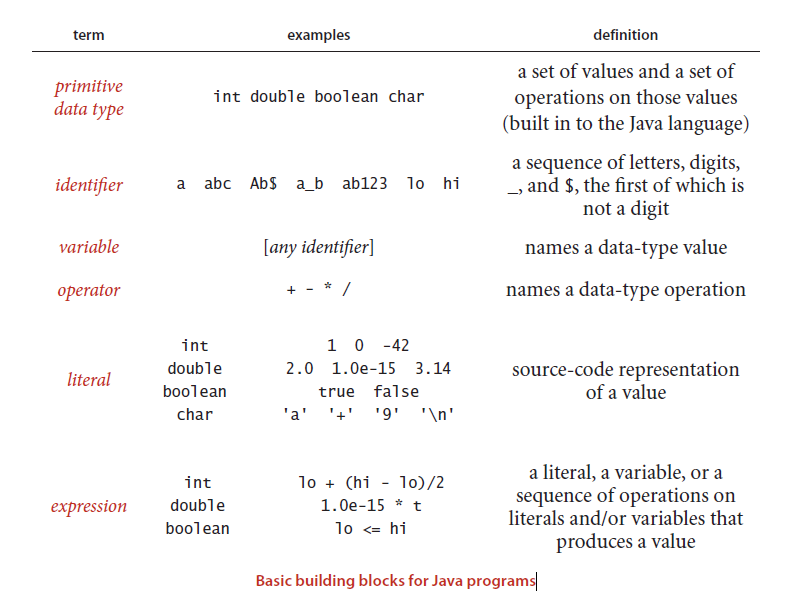 term examples definition
primitive data type int double boolean char a set of values and a set of operations on those values (built in to the Java language)
identifier a abc Ab$ a_b ab123 lo hi a sequence of letters, digits, _, and $, the first of which is not a digit
variable [any identifier] names a data-type value
operator + - * / names a data-type operation
literal
int 1 0 -42
double 2.0 1.0e-15 3.14
boolean true false
char 'a' '+' '9' '\n'
source-code representation
of a value
expression
int lo + (hi - lo)/2
double 1.0e-15 * t
boolean lo <= hi
a literal, a variable, or a
sequence of operations on
literals and/or variables that
produces a value
Basic building blocks for Java programs